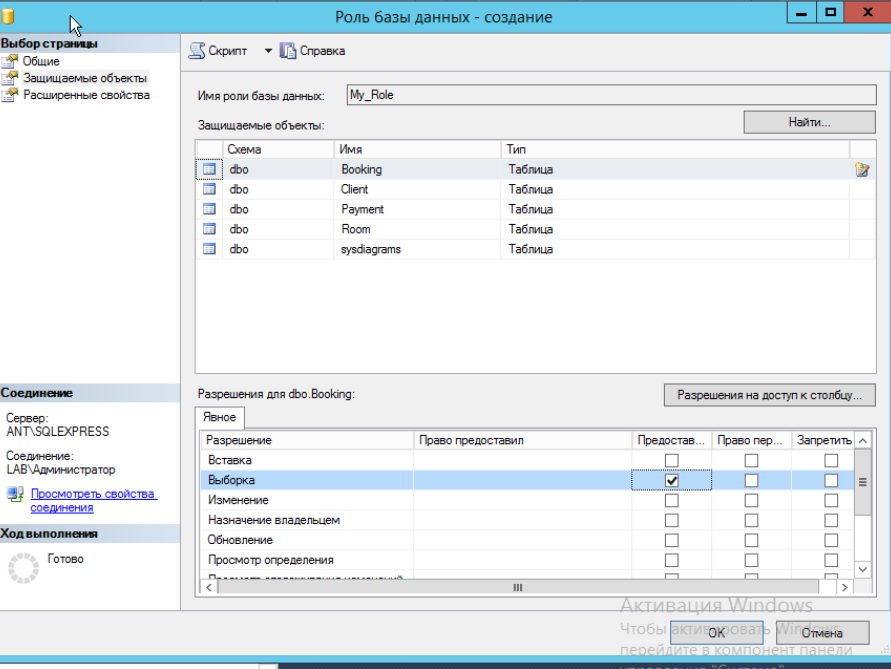 Роль базы данных - создание
Выбор страницы
Общие
Защищаемые объекты
Расширенные свойства
Скрипт Справка
Имя роли базы данных: My_Role
Защищаемые объекты: Найти...
Схема Имя Тип
dbo Booking Таблица
dbo Client Таблица
dbo Payment Таблица
dbo Room Таблица
dbo sysdiagrams Таблица
Соединение
Сервер:
ANT\SQLEXPRESS
Соединение:
LAB\Администратор
Просмотреть свойства
соединения
Ход выполнения
Готово
Разрешения для dbo.Booking: Разрешения на доступ к столбцу...
Явное
Разрешение Право предоставил Предостав... Право пер... Запретить
Вставка
Выборка
Изменение
Назначение владельцем
Обновление
Просмотр определения
Активация Windows
Чтобы активировать Windows,
перейдите в компонент панели
OK Отмена